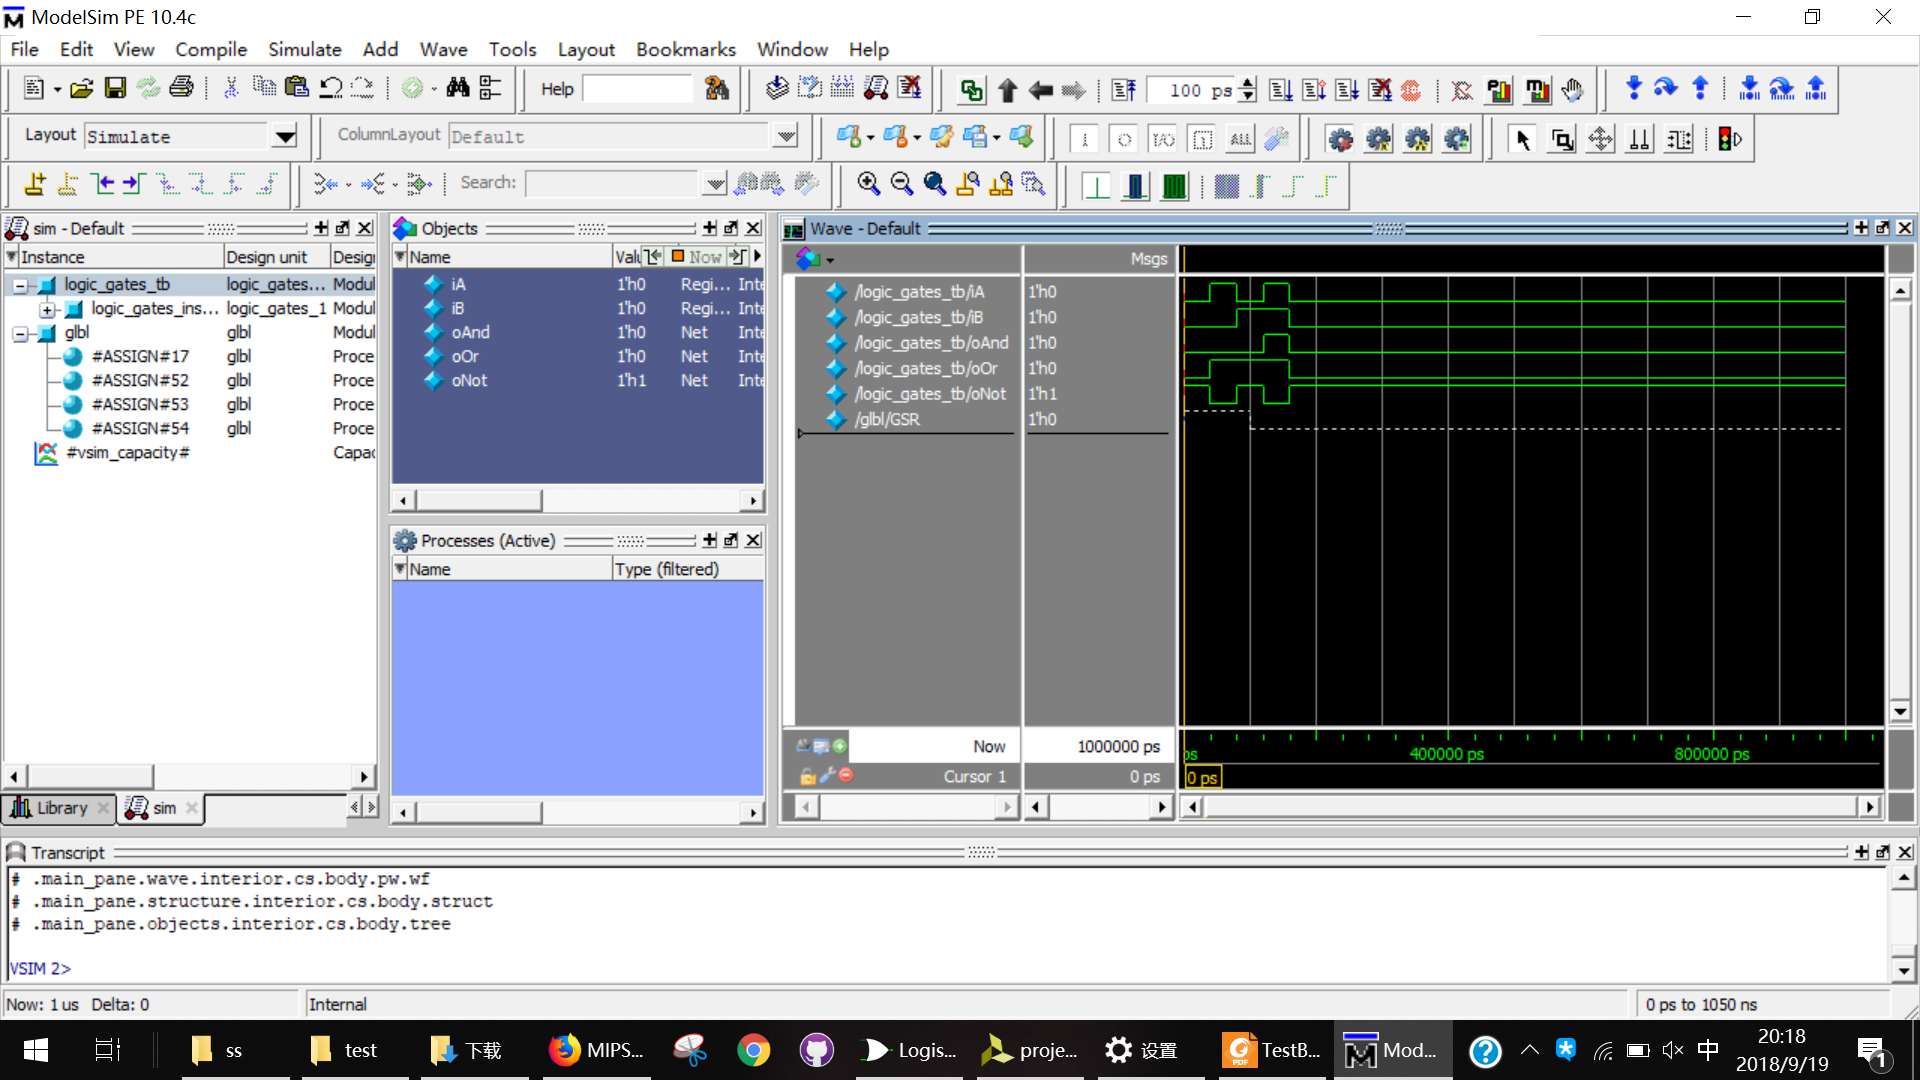 ModelSim PE 10.4c
File Edit View Compile Simulate Add Wave Tools Layout Bookmarks Window Help
Help 100 ps
Layout Simulate ColumnLayout Default ALL
Search:
sim - Default
Instance Design unit Design
logic_gates_tb logic_gates... Modul
logic_gates_ins... logic_gates_1 Modul
glbl glbl Modul
#ASSIGN#17 glbl Proce
#ASSIGN#52 glbl Proce
#ASSIGN#53 glbl Proce
#ASSIGN#54 glbl Proce
#vsim_capacity# Capac
Library sim
Objects
Name Valu Now
iA 1'h0 Regi... Inte
iB 1'h0 Regi... Inte
oAnd 1'h0 Net Inte
oOr 1'h0 Net Inte
oNot 1'h1 Net Inte
Processes (Active)
Name Type (filtered)
Wave - Default
Msgs
/logic_gates_tb/iA 1'h0
/logic_gates_tb/iB 1'h0
/logic_gates_tb/oAnd 1'h0
/logic_gates_tb/oOr 1'h0
/logic_gates_tb/oNot 1'h1
/glbl/GSR 1'h0
Now 1000000 ps ps 400000 ps 800000 ps
Cursor 1 0 ps 0 ps
Transcript
# .main_pane.wave.interior.cs.body.pw.wf
# .main_pane.structure.interior.cs.body.struct
# .main_pane.objects.interior.cs.body.tree
VSIM 2>
Now: 1 us Delta: 0 Internal 0 ps to 1050 ns
ss test 下载 MIPS... Logis... proje... 设置 TestB... Mod... 中 20:18
2018/9/19 1